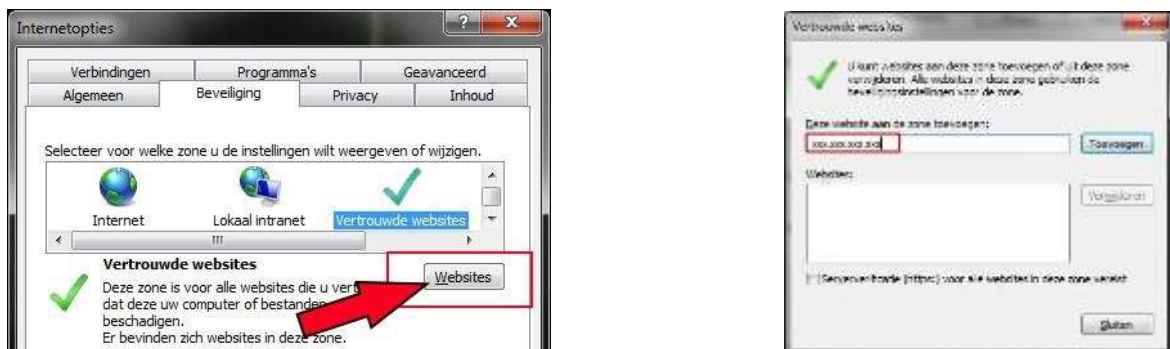 Internetopties
Verbindingen Programma's Geavanceerd
Algemeen Beveiliging Privacy Inhoud
Selecteer voor welke zone u de instellingen wilt weergeven of wijzigen.
Internet Lokaal intranet Vertrouwde websites
Vertrouwde websites
Websites
Deze zone is voor alle websites die u vert
dat deze uw computer of bestanden
beschadigen.
Er bevinden zich websites in deze zone.
Vertrouwde websites
U kunt websites aan deze zone toevoegen of uit deze zone
verwijderen. Alle websites in deze zone gebruiken de
beveiligingsinstellingen voor de zone.
Deze website aan de zone toevoegen:
xxx.xxx.xxx.xxx
Toevoegen
Websites:
Verwijderen
Serververificatie (https:) voor alle websites in deze zone vereist
Sluiten